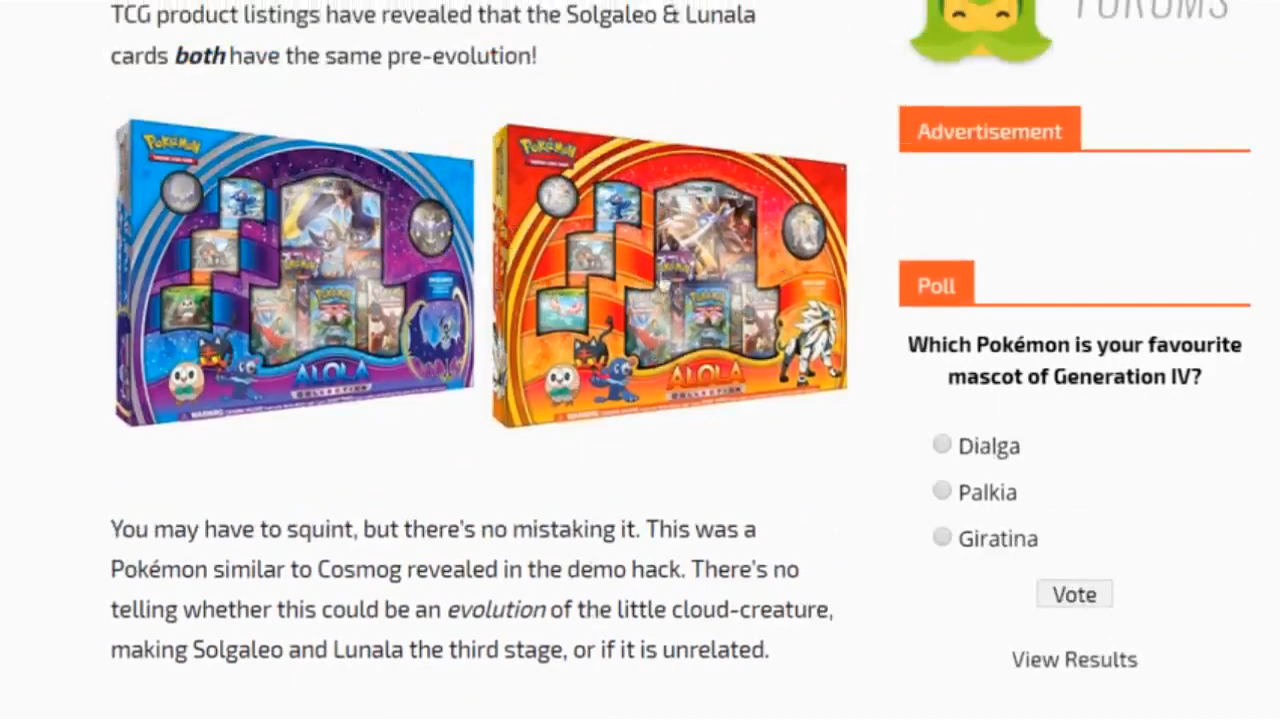 TCG product listings have revealed that the Solgaleo & Lunala
cards both have the same pre-evolution!
Pokémon
ALOLA
COLLECTION
WARNING
Pokémon
ALOLA
COLLECTION
WARNING
You may have to squint, but there's no mistaking it. This was a
Pokémon similar to Cosmog revealed in the demo hack. There's no
telling whether this could be an evolution of the little cloud-creature,
making Solgaleo and Lunala the third stage, or if it is unrelated.
FORUMS
Advertisement
Poll
Which Pokémon is your favourite
mascot of Generation IV?
Dialga
Palkia
Giratina
Vote
View Results